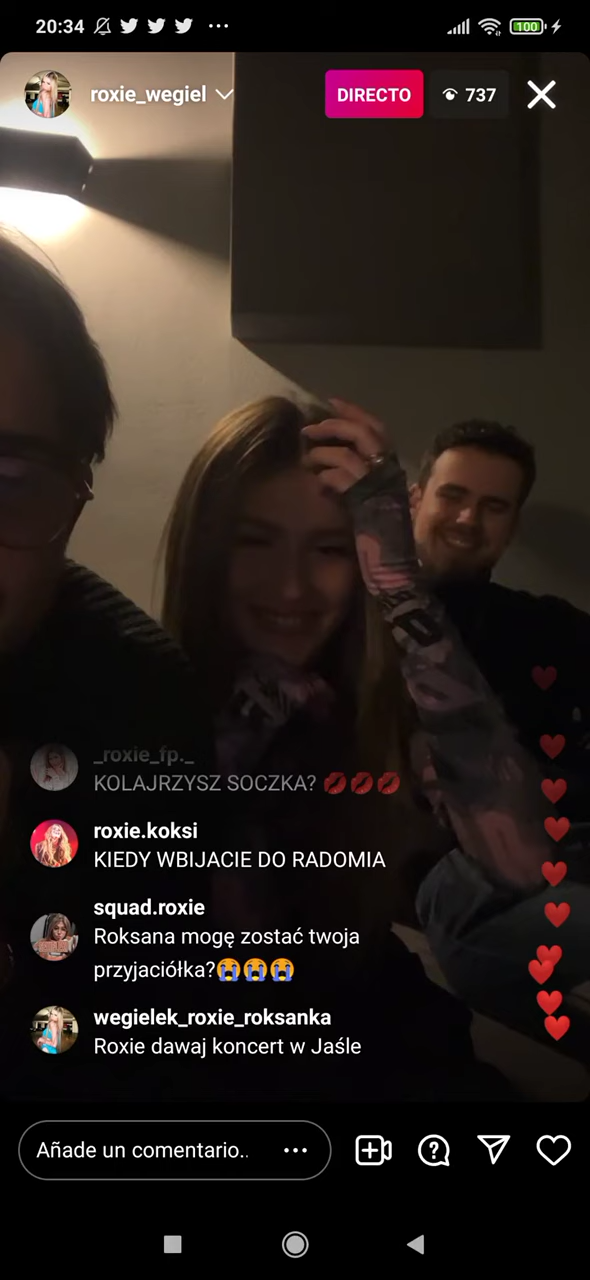 20:34
100
roxie_wegiel
DIRECTO
737
_roxie_fp._
KOLAJRZYSZ SOCZKA? 💋💋💋
roxie.koksi
KIEDY WBIJACIE DO RADOMIA
squad.roxie
Roksana mogę zostać twoja
przyjaciółka?😭😭😭
wegielek_roxie_roksanka
Roxie dawaj koncert w Jaśle
Añade un comentario..